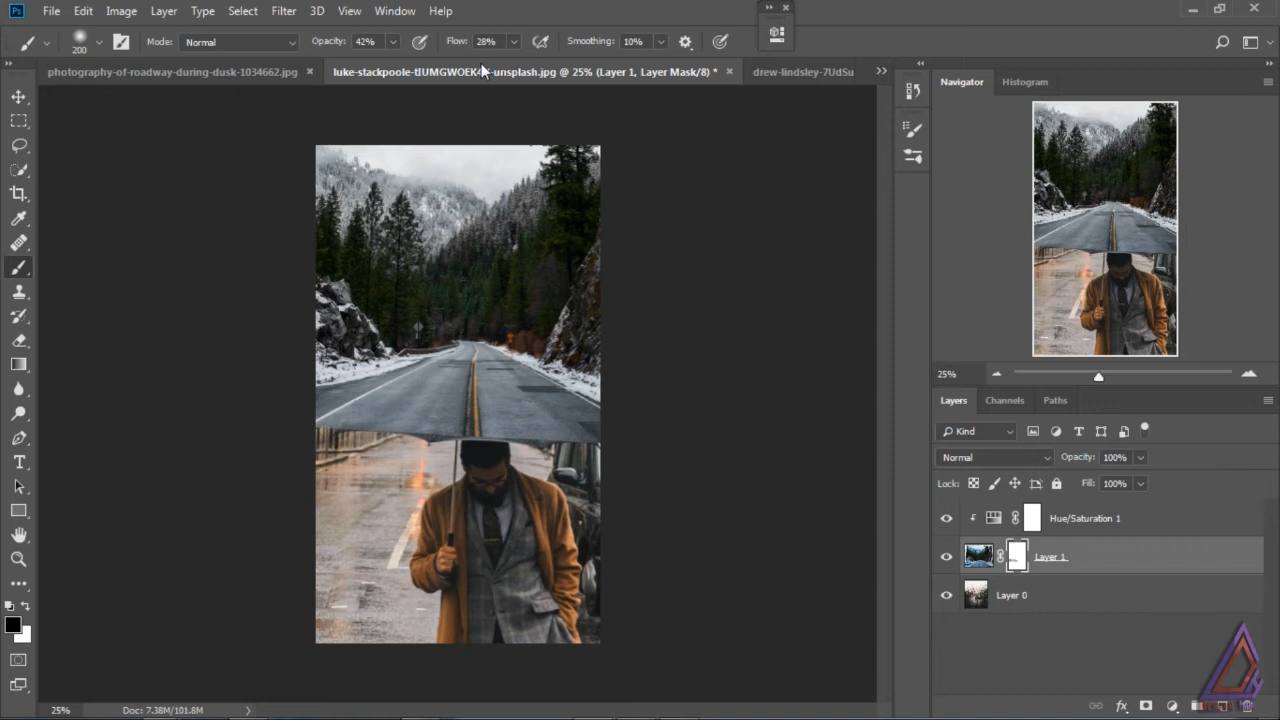 Ps File Edit Image Layer Type Select Filter 3D View Window Help
200 Mode: Normal Opacity: 42% Flow: 28% Smoothing: 10%
photography-of-roadway-during-dusk-1034662.jpg × -unsplash.jpg @ 25% (Layer 1, Layer Mask/8) * × drew-lindsley-7UdSu
Navigator Histogram
25%
Layers Channels Paths
Kind
Normal Opacity: 100%
Lock: Fill: 100%
Hue/Saturation 1
Layer 1
Layer 0
25% Doc: 7.38M/101.8M